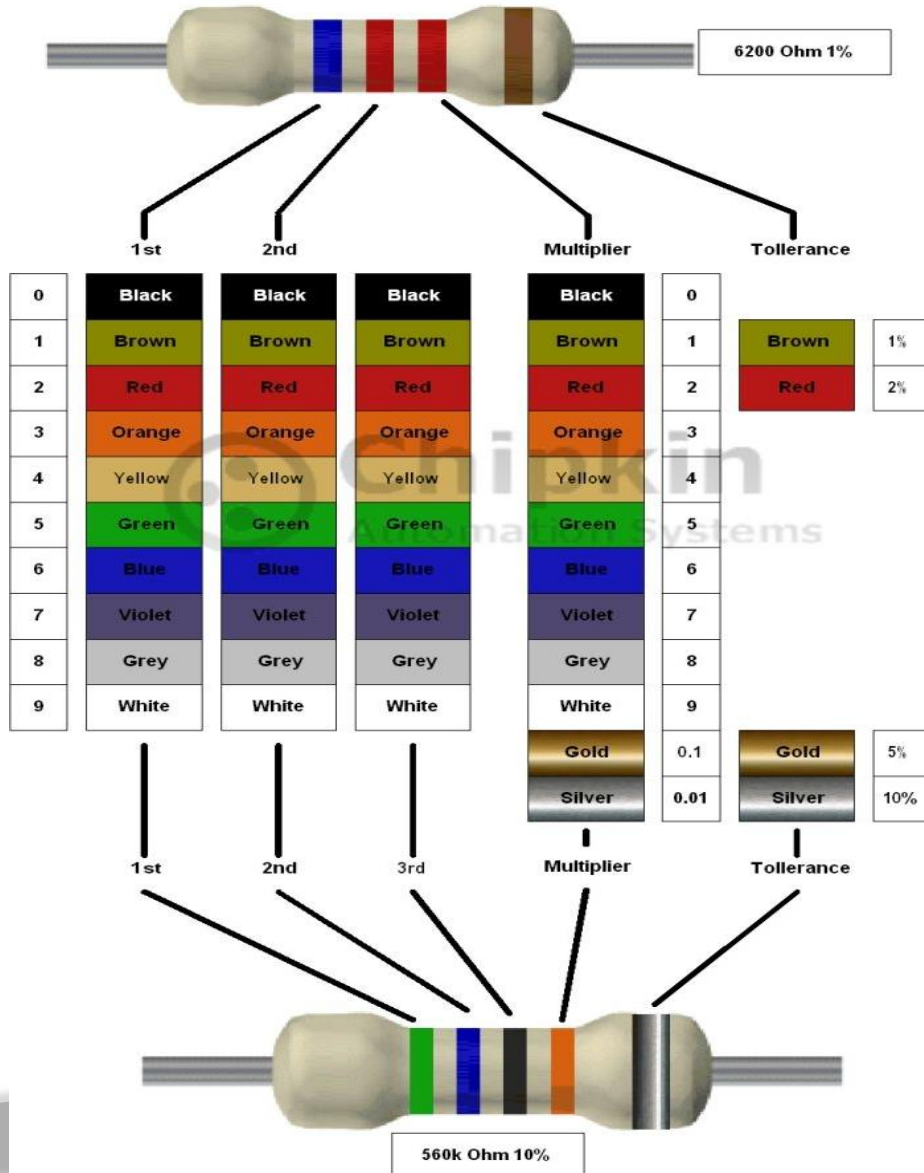 6200 Ohm 1%
1st 2nd Multiplier Tollerance
0 Black Black Black Black 0
1 Brown Brown Brown Brown 1 Brown 1%
2 Red Red Red Red 2 Red 2%
3 Orange Orange Orange Orange 3
4 Yellow Yellow Yellow Yellow 4
Chipkin
5 Green Green Green Green 5
Automation Systems
6 Blue Blue Blue Blue 6
7 Violet Violet Violet Violet 7
8 Grey Grey Grey Grey 8
9 White White White White 9
Gold 0.1 Gold 5%
Silver 0.01 Silver 10%
1st 2nd 3rd Multiplier Tollerance
560k Ohm 10%